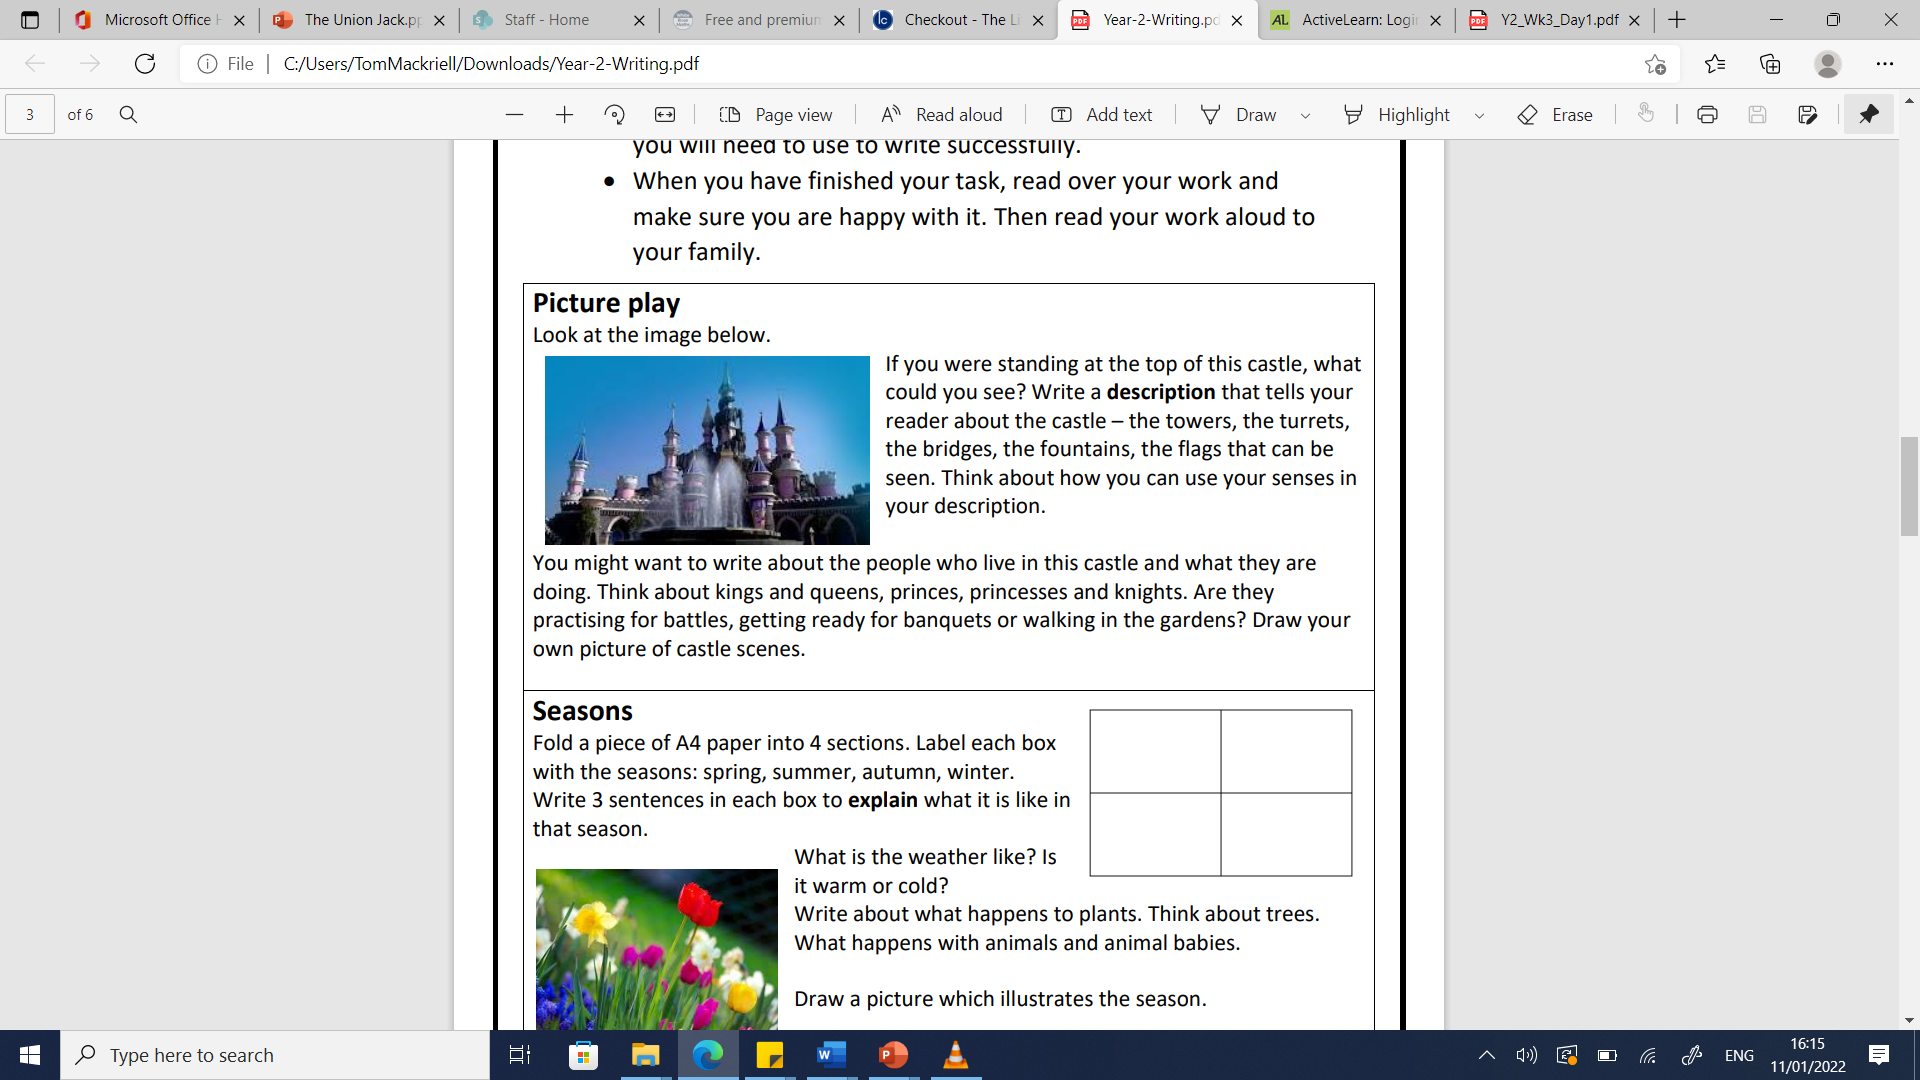 Microsoft Office H
The Union Jack.pp
Staff - Home
Free and premium
Checkout - The Li
Year-2-Writing.pd
ActiveLearn: Logi
Y2_Wk3_Day1.pdf
File
C:/Users/TomMackriell/Downloads/Year-2-Writing.pdf
3 of 6
Page view
Read aloud
Add text
Draw
Highlight
Erase
you will need to use to write successfully.
• When you have finished your task, read over your work and
make sure you are happy with it. Then read your work aloud to
your family.
Picture play
Look at the image below.
If you were standing at the top of this castle, what
could you see? Write a description that tells your
reader about the castle – the towers, the turrets,
the bridges, the fountains, the flags that can be
seen. Think about how you can use your senses in
your description.
You might want to write about the people who live in this castle and what they are
doing. Think about kings and queens, princes, princesses and knights. Are they
practising for battles, getting ready for banquets or walking in the gardens? Draw your
own picture of castle scenes.
Seasons
Fold a piece of A4 paper into 4 sections. Label each box
with the seasons: spring, summer, autumn, winter.
Write 3 sentences in each box to explain what it is like in
that season.
What is the weather like? Is
it warm or cold?
Write about what happens to plants. Think about trees.
What happens with animals and animal babies.
Draw a picture which illustrates the season.
Type here to search
ENG
16:15
11/01/2022